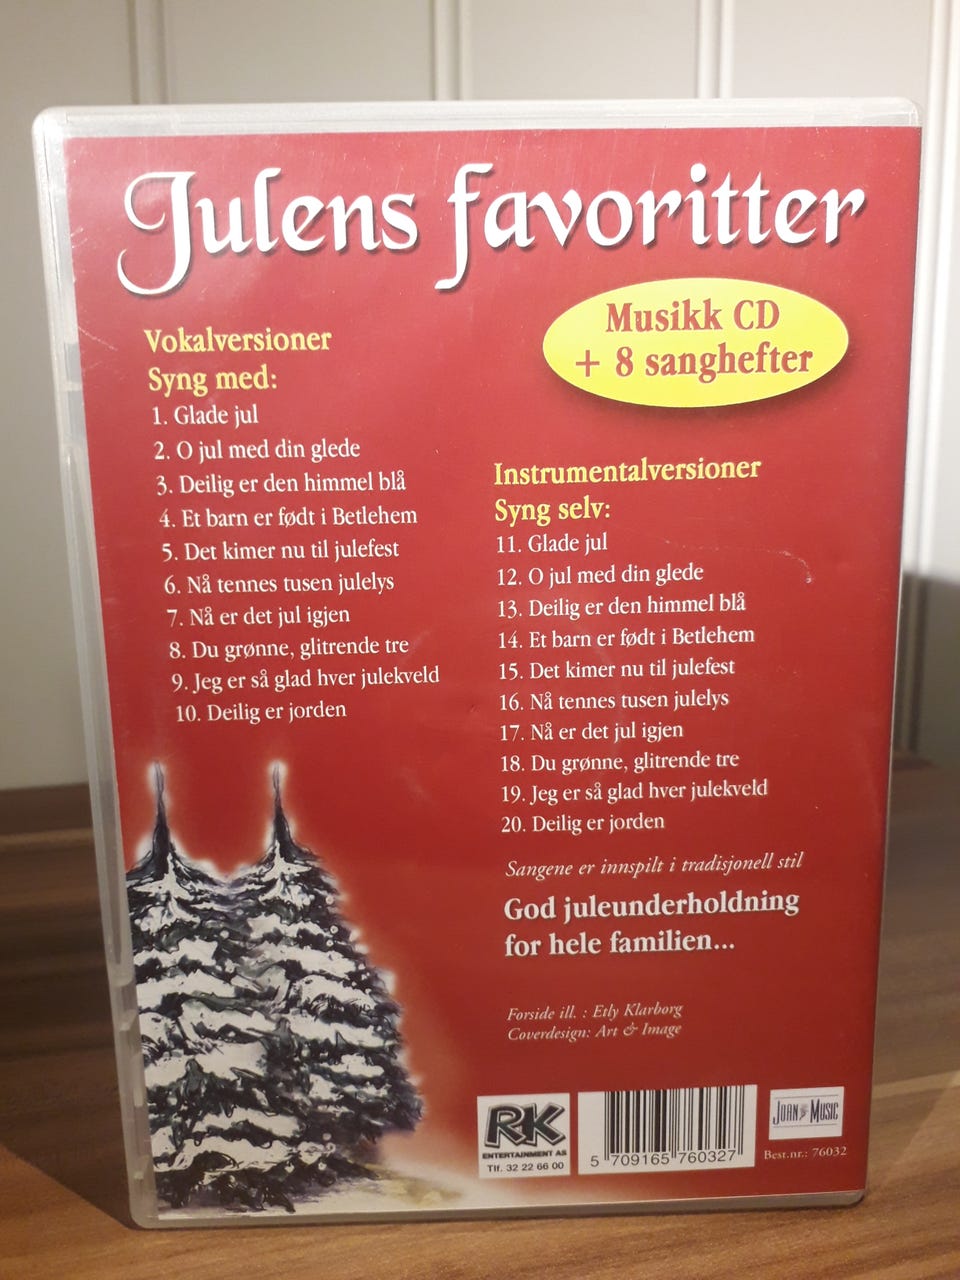 Julens favoritter
Musikk CD
+ 8 sanghefter
Vokalversioner
Syng med:
1. Glade jul
2. O jul med din glede
3. Deilig er den himmel blå
4. Et barn er født i Betlehem
5. Det kimer nu til julefest
6. Nå tennes tusen julelys
7. Nå er det jul igjen
8. Du grønne, glitrende tre
9. Jeg er så glad hver julekveld
10. Deilig er jorden
Instrumentalversioner
Syng selv:
11. Glade jul
12. O jul med din glede
13. Deilig er den himmel blå
14. Et barn er født i Betlehem
15. Det kimer nu til julefest
16. Nå tennes tusen julelys
17. Nå er det jul igjen
18. Du grønne, glitrende tre
19. Jeg er så glad hver julekveld
20. Deilig er jorden
Sangene er innspilt i tradisjonell stil
God juleunderholdning
for hele familien...
Forside ill. : Etly Klarborg
Coverdesign: Art & Image
RK
ENTERTAINMENT AS
Tlf. 32 22 66 00
5 709165 760327
JORN MUSIC
Best.nr.: 76032